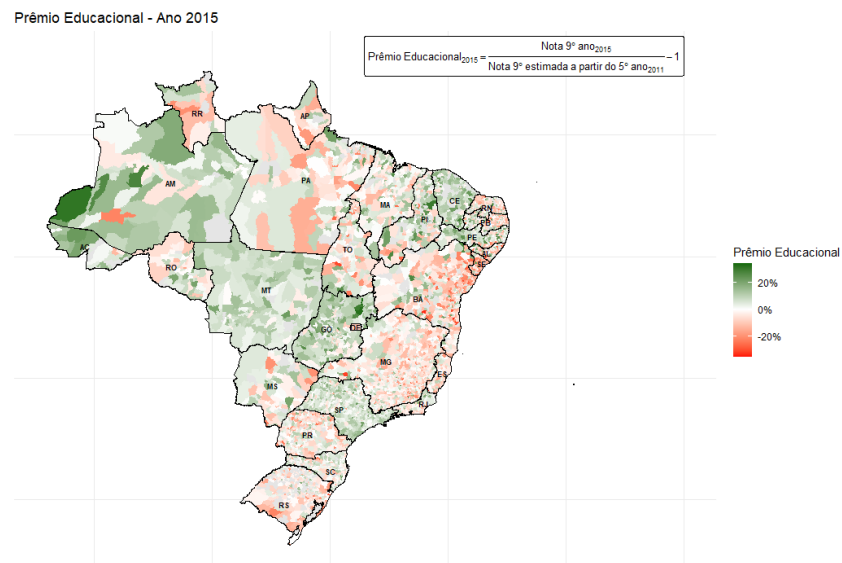 Prêmio Educacional - Ano 2015
Prêmio Educacional2015 = Nota 9º ano2015 / Nota 9º estimada a partir do 5º ano2011 − 1
RR
AP
AM
PA
MA
CE
RN
PB
PI
PE
AL
SE
AC
TO
RO
BA
MT
GO
DF
MG
ES
MS
SP
RJ
PR
SC
RS
Prêmio Educacional
20%
0%
-20%